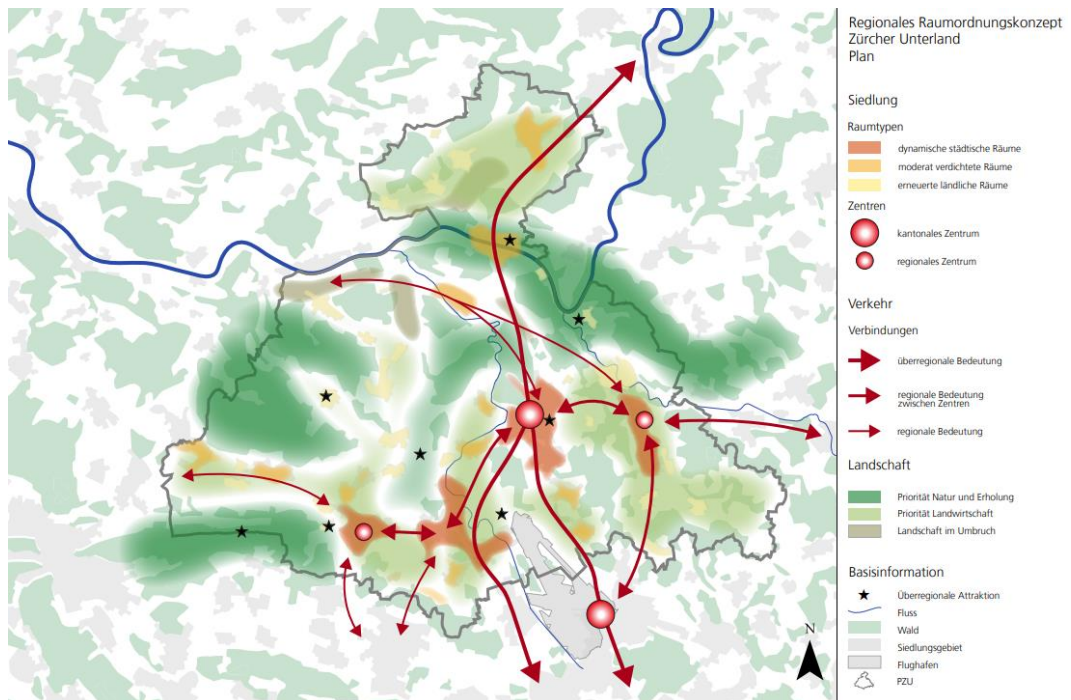 Regionales Raumordnungskonzept
Zürcher Unterland
Plan
Siedlung
Raumtypen
dynamische städtische Räume
moderat verdichtete Räume
erneuerte ländliche Räume
Zentren
kantonales Zentrum
regionales Zentrum
Verkehr
Verbindungen
überregionale Bedeutung
regionale Bedeutung
zwischen Zentren
regionale Bedeutung
Landschaft
Priorität Natur und Erholung
Priorität Landwirtschaft
Landschaft im Umbruch
Basisinformation
Überregionale Attraktion
Fluss
Wald
Siedlungsgebiet
Flughafen
PZU
N